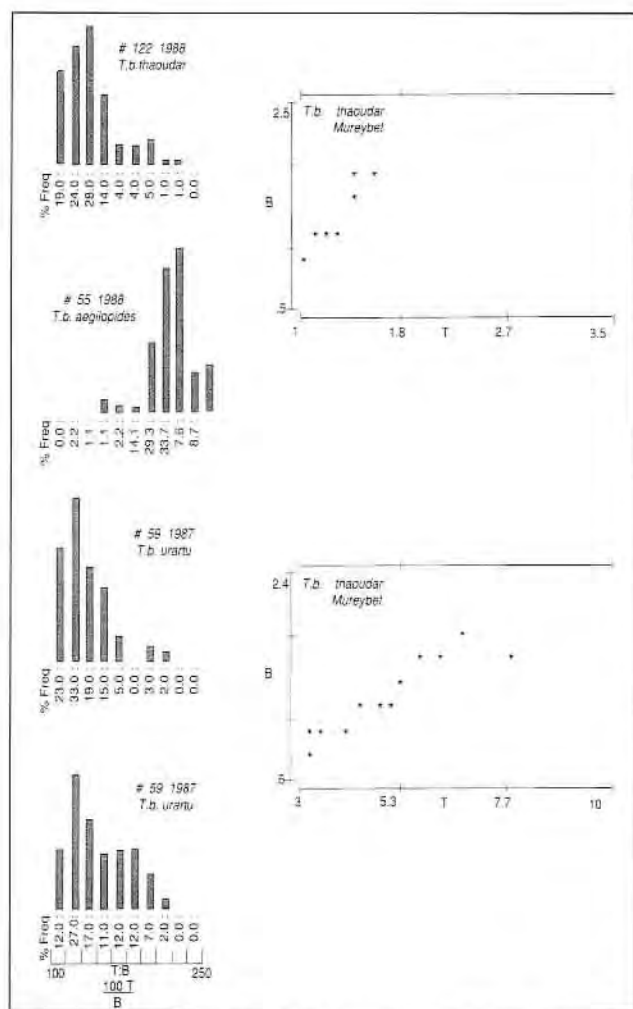 # 122 1988
T.b. thaoudar
% Freq
19.0 :
24.0 :
28.0 :
14.0 :
4.0 :
4.0 :
5.0 :
1.0 :
1.0 :
0.0 :
# 55 1988
T.b. aegilopides
% Freq
0.0 :
2.2 :
1.1 :
1.1 :
2.2 :
14.1 :
29.3 :
33.7 :
7.6 :
8.7 :
# 59 1987
T.b. urartu
% Freq
23.0 :
33.0 :
19.0 :
15.0 :
5.0 :
0.0 :
3.0 :
2.0 :
0.0 :
0.0 :
# 59 1987
T.b. urartu
% Freq
12.0 :
27.0 :
17.0 :
11.0 :
12.0 :
12.0 :
7.0 :
2.0 :
0.0 :
0.0 :
100 T:B 250
100 T
B
2.5
T.b. thaoudar
Mureybet
B
.5
1 1.8 T 2.7 3.5
2.4
T.b. thaoudar
Mureybet
B
.5
3 5.3 T 7.7 10